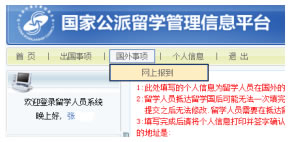 国家公派留学管理信息平台
首 页 | 出国事项 | 国外事项 | 个人信息 | 退 出
网上报到
欢迎登录留学人员系统
晚上好，张
1:此处填写的个人信息为留学人员在国外的
2:留学人员抵达留学国后可能无法一次填完
提交之后无法修改.留学人员需要在抵达
3:填写完成后请将个人信息打印并签字确认
的地址是: